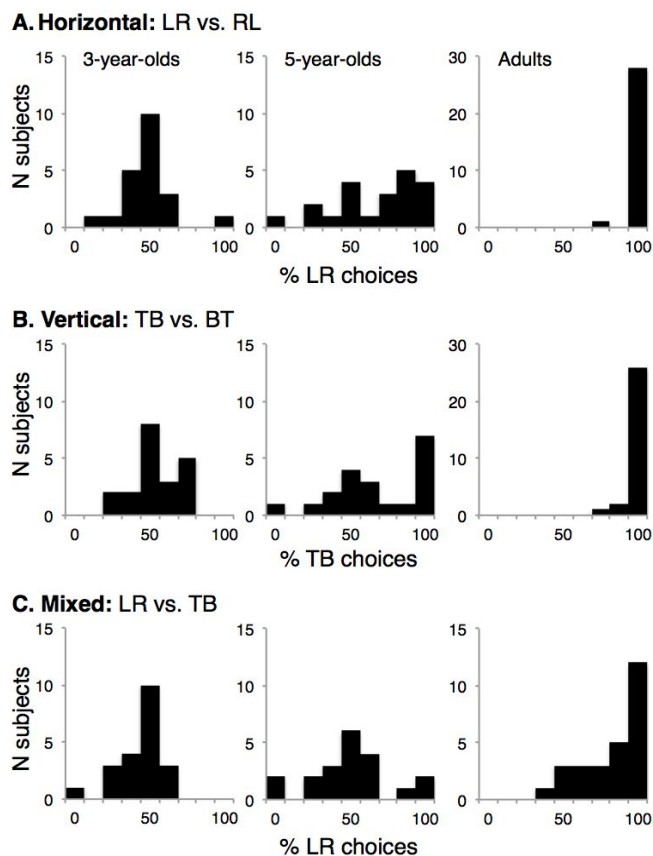 A. Horizontal: LR vs. RL
3-year-olds 5-year-olds Adults
15 15 30
10 10 20
5 5 10
0 0 0
N subjects
0 50 100 0 50 100 0 50 100
% LR choices
B. Vertical: TB vs. BT
15 15 30
10 10 20
5 5 10
0 0 0
N subjects
0 50 100 0 50 100 0 50 100
% TB choices
C. Mixed: LR vs. TB
15 15 15
10 10 10
5 5 5
0 0 0
N subjects
0 50 100 0 50 100 0 50 100
% LR choices